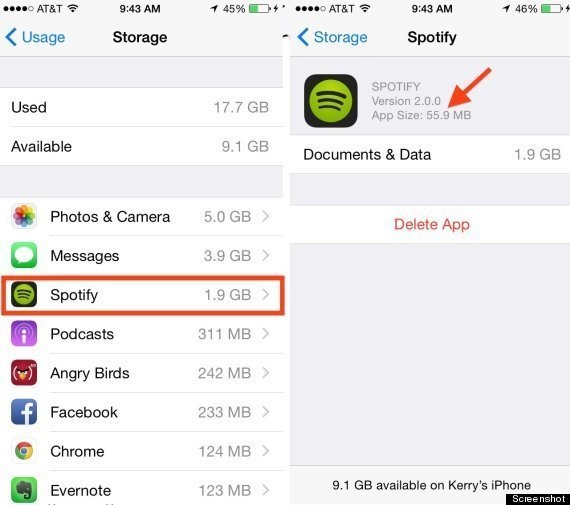 AT&T 9:43 AM 45%
Usage Storage
Used 17.7 GB
Available 9.1 GB
Photos & Camera 5.0 GB
Messages 3.9 GB
Spotify 1.9 GB
Podcasts 311 MB
Angry Birds 242 MB
Facebook 233 MB
Chrome 124 MB
Evernote 123 MB
AT&T 9:43 AM 46%
Storage Spotify
SPOTIFY
Version 2.0.0
App Size: 55.9 MB
Documents & Data 1.9 GB
Delete App
9.1 GB available on Kerry's iPhone
Screenshot